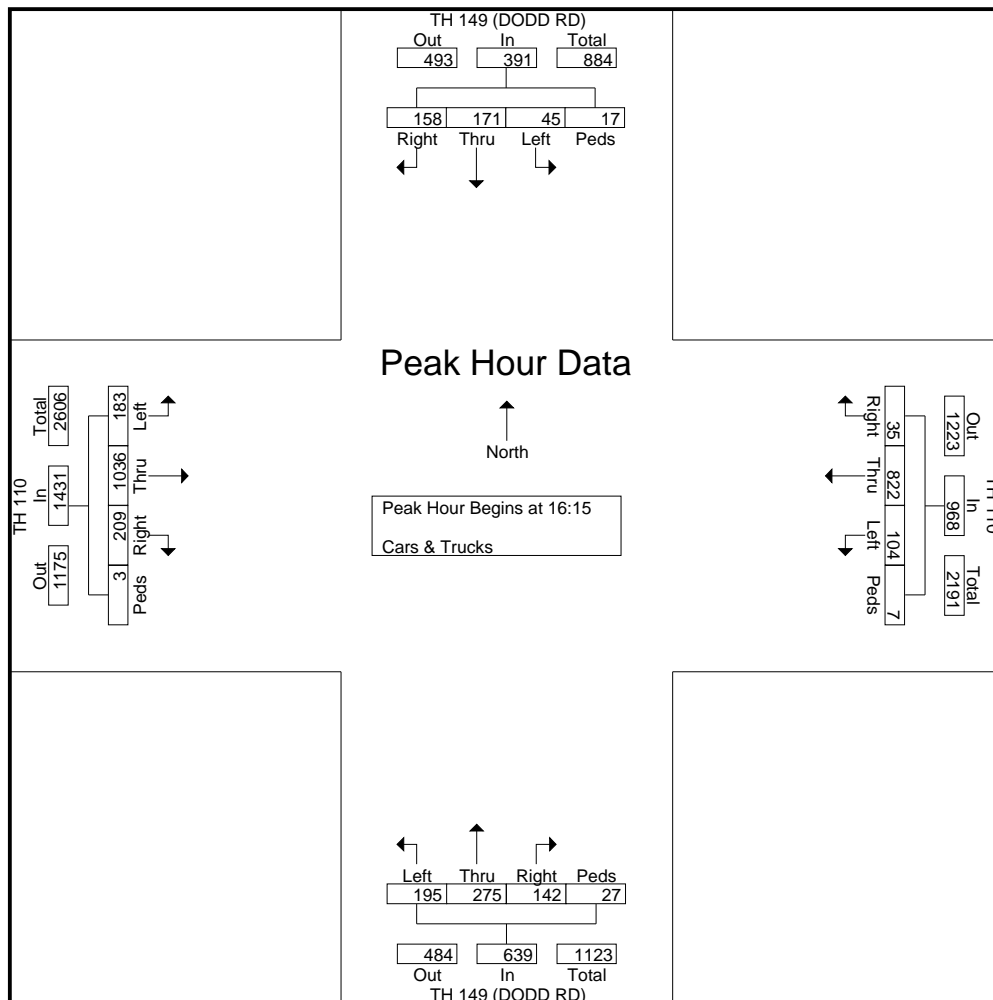 TH 149 (DODD RD)
Out In Total
493 391 884
158 171 45 17
Right Thru Left Peds
Peak Hour Data
North
Peak Hour Begins at 16:15
Cars & Trucks
TH 110
Out In Total
1175 1431 2606
3 209 1036 183
Peds Right Thru Left
Out In Total
1223 968 2191
35 822 104 7
Right Thru Left Peds
Left Thru Right Peds
195 275 142 27
484 639 1123
Out In Total
TH 149 (DODD RD)